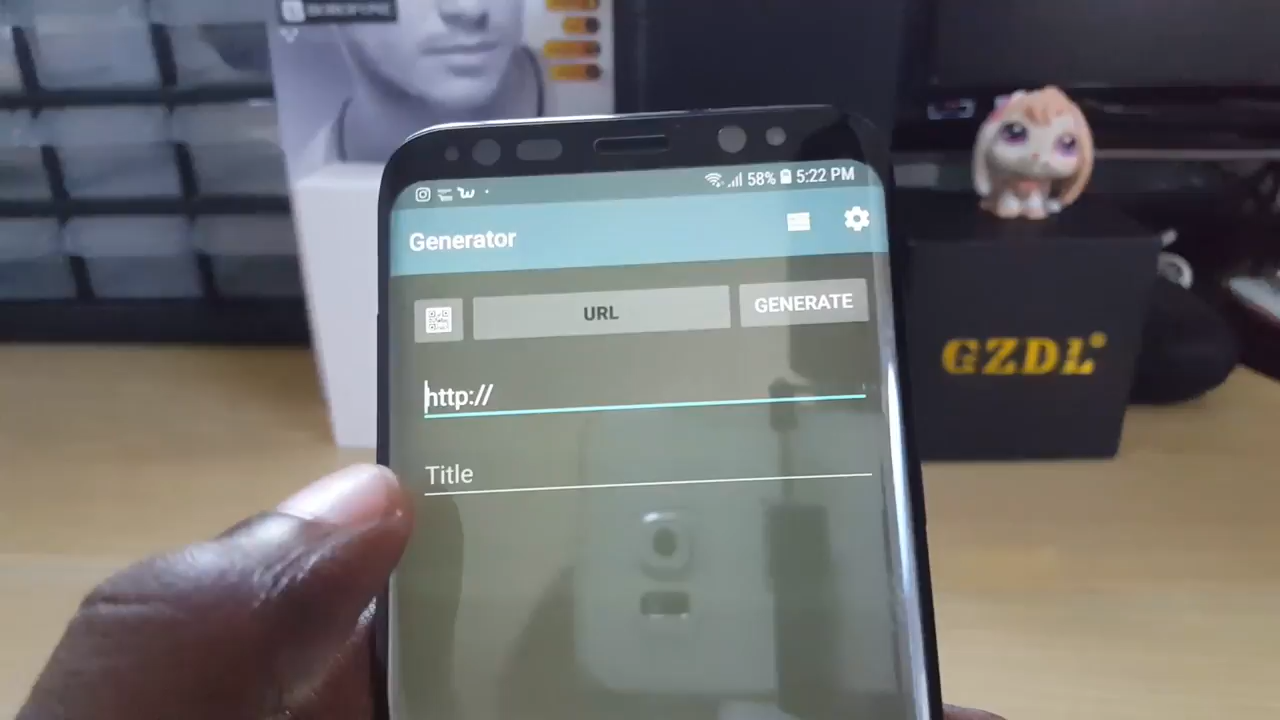 58% 5:22 PM
Generator
URL
GENERATE
http://
Title
GZDL